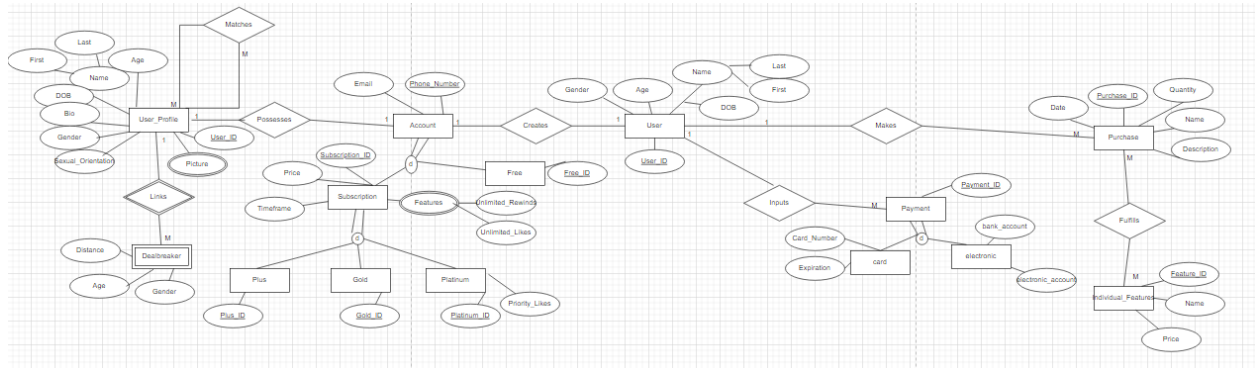 Matches
M
M
Last
First
Age
Name
DOB
Bio
User_Profile
Gender
User_ID
Sexual_Orientation
Picture
1
Possesses
1
1
Links
M
Dealbreaker
Distance
Age
Gender
Email
Phone_Number
Account
1
Creates
1
d
Free
Free_ID
Subscription_ID
Price
Subscription
Timeframe
Features
Unlimited_Rewinds
Unlimited_Likes
d
Plus
Gold
Platinum
Plus_ID
Gold_ID
Platinum_ID
Priority_Likes
Gender
Age
Name
Last
First
DOB
User
User_ID
1
1
Makes
M
Inputs
M
Payment
Payment_ID
d
Card_Number
Expiration
card
bank_account
electronic
electronic_account
Date
Purchase_ID
Quantity
Name
Description
Purchase
M
Fulfills
M
Individual_Features
Feature_ID
Name
Price